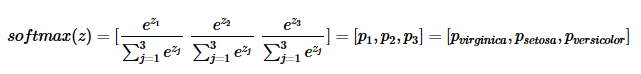 softmax(z) = [ e^{z_1} / ∑_{j=1}^{3} e^{z_j}  e^{z_2} / ∑_{j=1}^{3} e^{z_j}  e^{z_3} / ∑_{j=1}^{3} e^{z_j} ] = [p_1, p_2, p_3] = [p_{virginica}, p_{setosa}, p_{versicolor}]